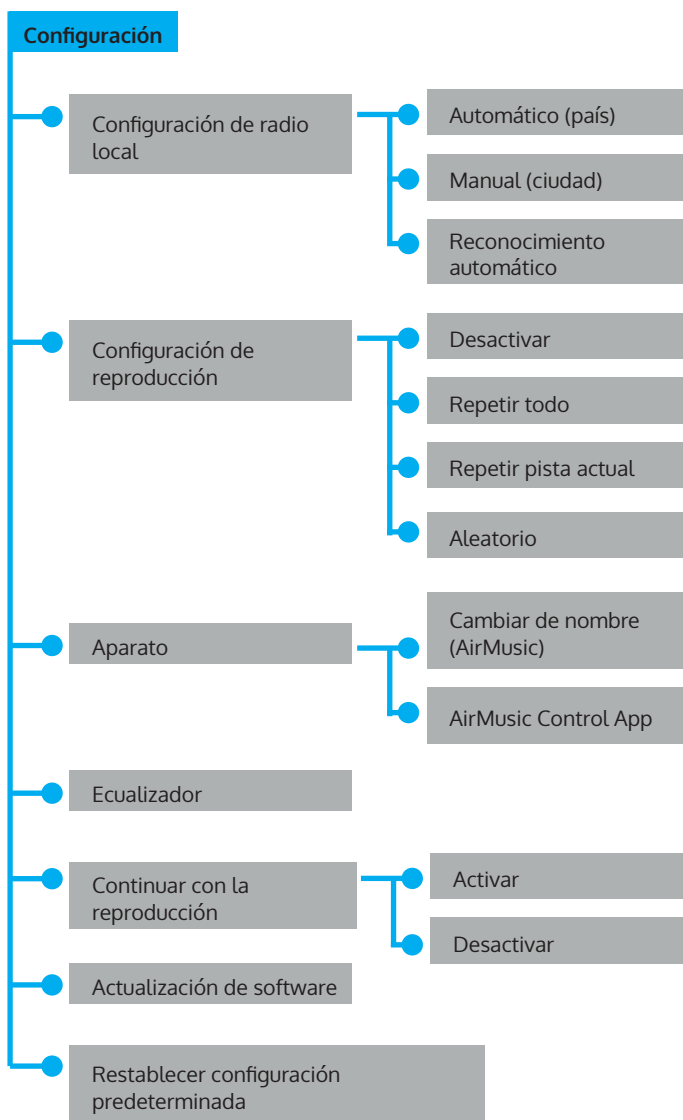 Configuración
Configuración de radio
local
Automático (país)
Manual (ciudad)
Reconocimiento
automático
Configuración de
reproducción
Desactivar
Repetir todo
Repetir pista actual
Aleatorio
Aparato
Cambiar de nombre
(AirMusic)
AirMusic Control App
Ecualizador
Continuar con la
reproducción
Activar
Desactivar
Actualización de software
Restablecer configuración
predeterminada